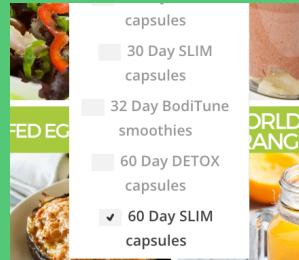 capsules
30 Day SLIM
capsules
32 Day BodiTune
smoothies
FED EG
ORLD
RANG
60 Day DETOX
capsules
60 Day SLIM
capsules